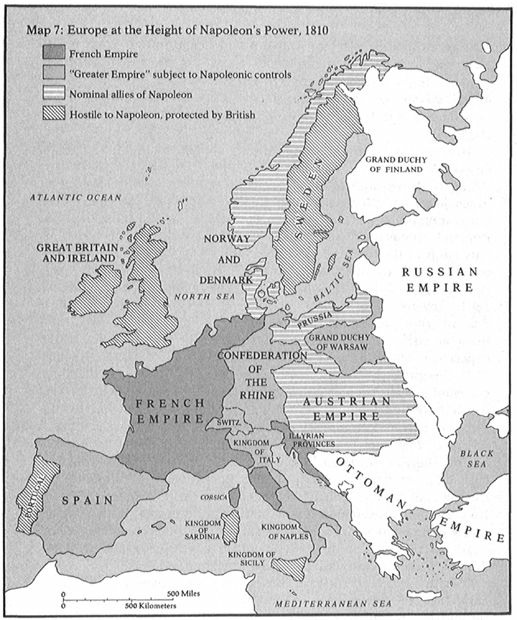 Map 7: Europe at the Height of Napoleon's Power, 1810
French Empire
"Greater Empire" subject to Napoleonic controls
Nominal allies of Napoleon
Hostile to Napoleon, protected by British
GRAND DUCHY
OF FINLAND
ATLANTIC OCEAN
SWEDEN
GREAT BRITAIN
AND IRELAND
NORWAY
AND
DENMARK
BALTIC SEA
RUSSIAN
EMPIRE
NORTH SEA
PRUSSIA
GRAND DUCHY
OF WARSAW
CONFEDERATION
OF
THE
RHINE
FRENCH
EMPIRE
AUSTRIAN
EMPIRE
SWITZ.
ILLYRIAN
PROVINCES
KINGDOM
OF
ITALY
BLACK
SEA
OTTOMAN
EMPIRE
PORTUGAL
SPAIN
CORSICA
KINGDOM
OF
SARDINIA
KINGDOM
OF NAPLES
KINGDOM OF
SICILY
0 500 Miles
0 500 Kilometers
MEDITERRANEAN SEA